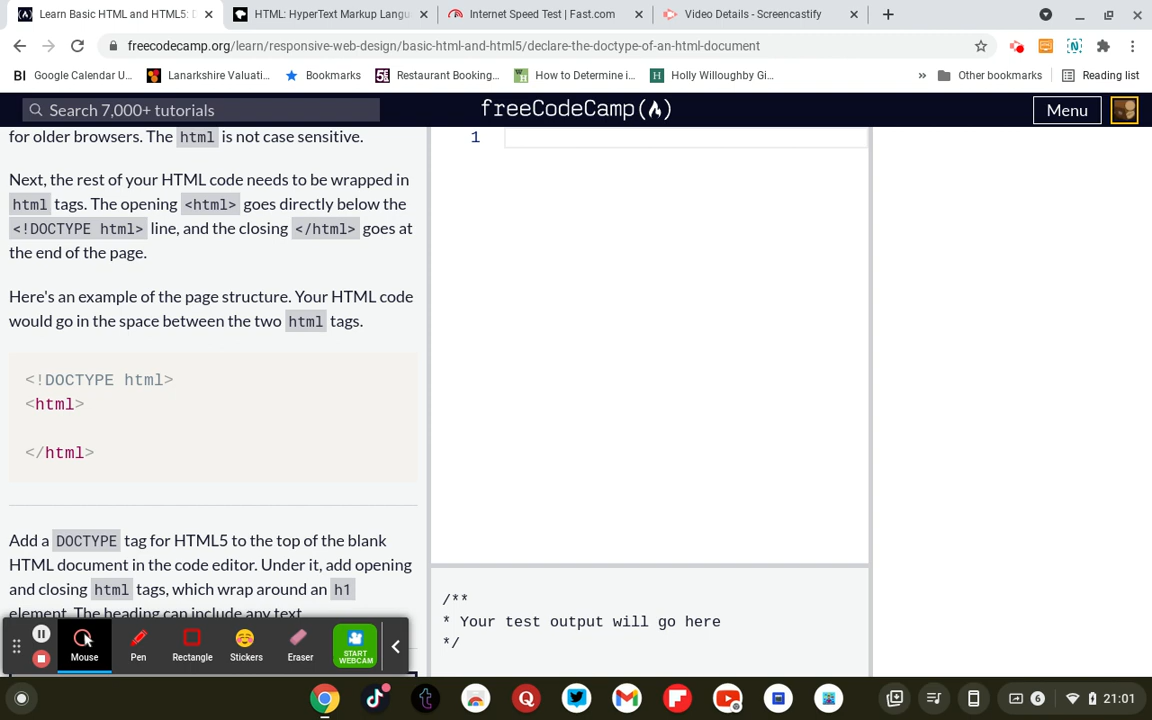 Learn Basic HTML and HTML5: D
HTML: HyperText Markup Langu
Internet Speed Test | Fast.com
Video Details - Screencastify
freecodecamp.org/learn/responsive-web-design/basic-html-and-html5/declare-the-doctype-of-an-html-document
BI Google Calendar U... Lanarkshire Valuati... Bookmarks Restaurant Booking... How to Determine i... Holly Willoughby Gi... » Other bookmarks Reading list
Search 7,000+ tutorials
freeCodeCamp
Menu
for older browsers. The html is not case sensitive.
Next, the rest of your HTML code needs to be wrapped in
html tags. The opening <html> goes directly below the
<!DOCTYPE html> line, and the closing </html> goes at
the end of the page.
Here's an example of the page structure. Your HTML code
would go in the space between the two html tags.
<!DOCTYPE html>
<html>
</html>
Add a DOCTYPE tag for HTML5 to the top of the blank
HTML document in the code editor. Under it, add opening
and closing html tags, which wrap around an h1
element. The heading can include any text.
1
/**
* Your test output will go here
*/
Mouse
Pen
Rectangle
Stickers
Eraser
START
WEBCAM
6
21:01